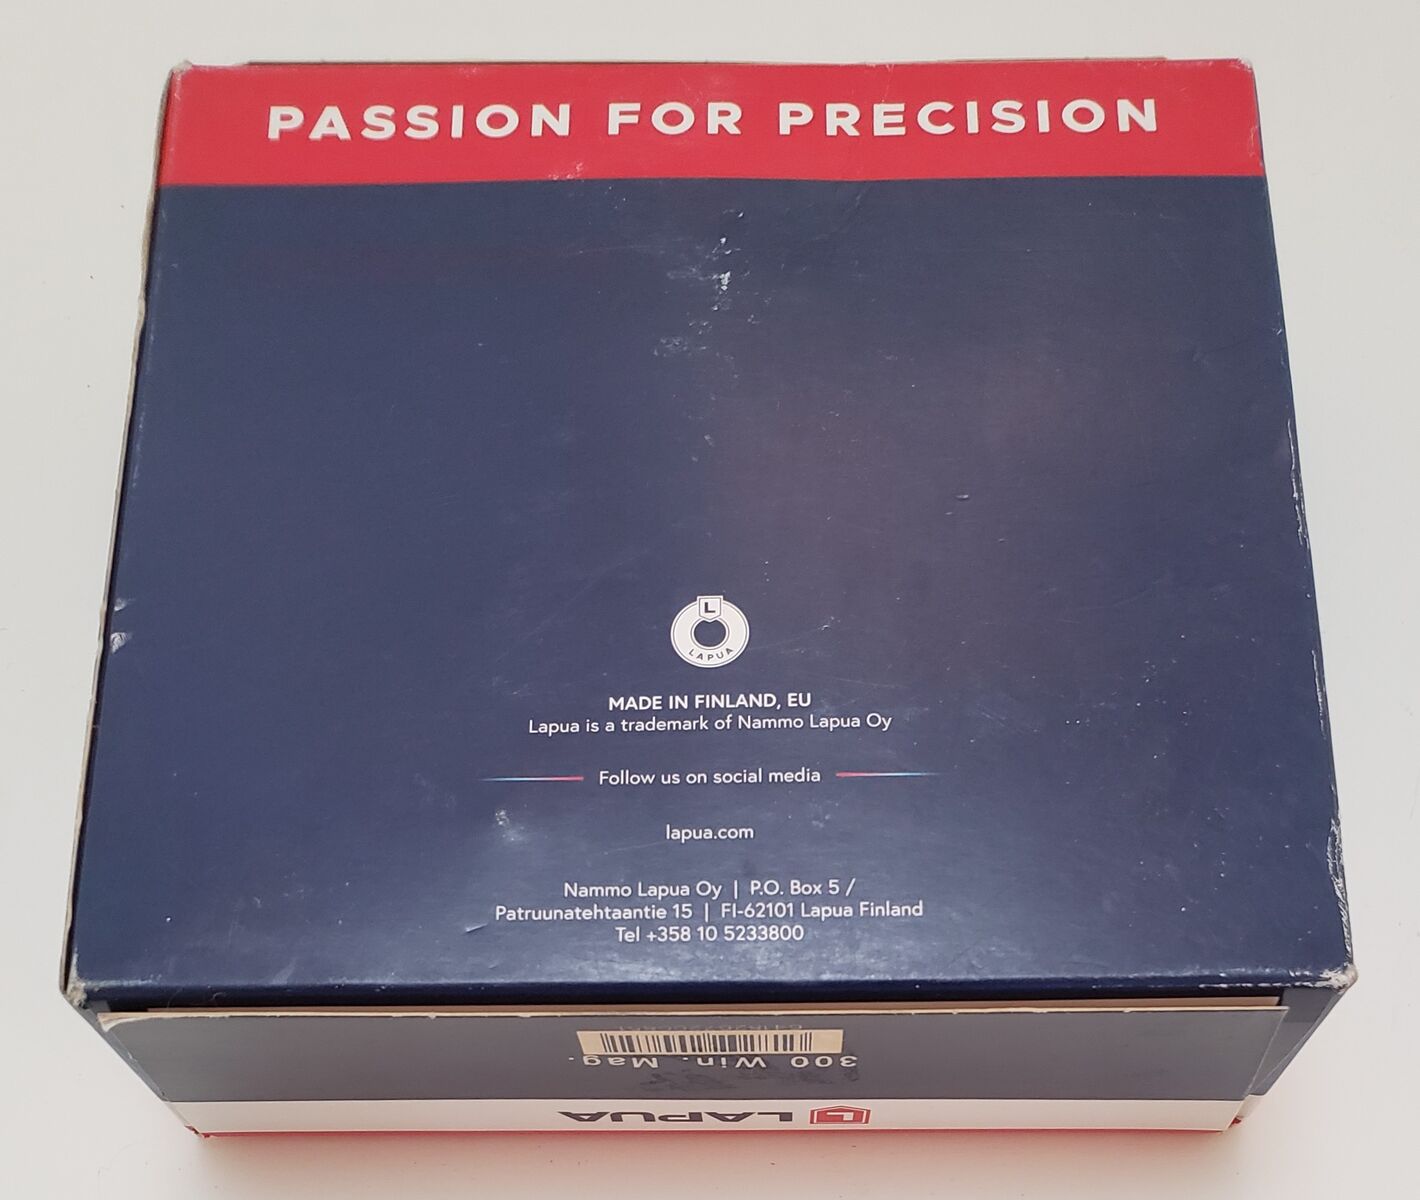 PASSION FOR PRECISION
L
LAPUA
MADE IN FINLAND, EU
Lapua is a trademark of Nammo Lapua Oy
Follow us on social media
lapua.com
Nammo Lapua Oy | P.O. Box 5 /
Patruunatehtaantie 15 | FI-62101 Lapua Finland
Tel +358 10 5233800
300 Win. Mag.
L LAPUA